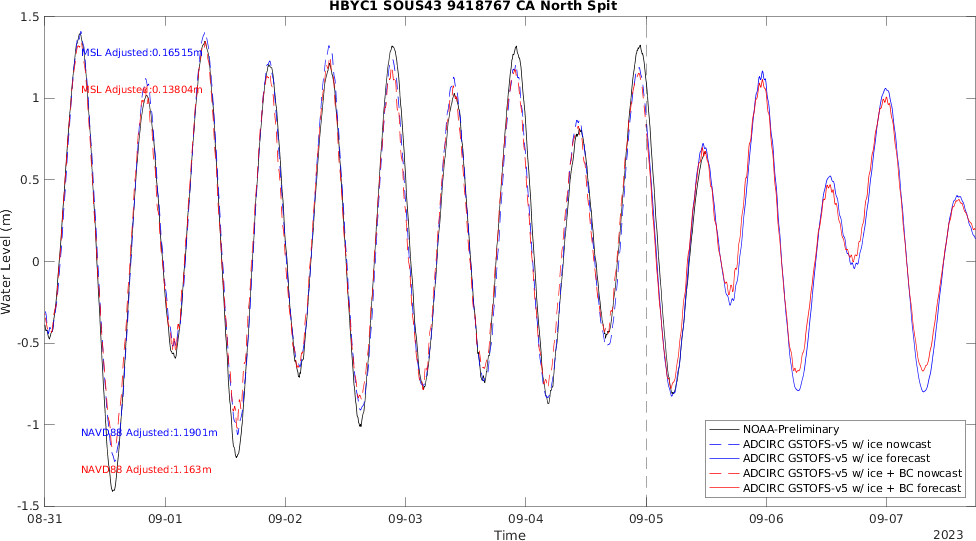 HBYC1 SOUS43 9418767 CA North Spit
1.5
MSL Adjusted:0.16515m
MSL Adjusted:0.13804m
1
0.5
0
-0.5
-1
-1.5
Water Level (m)
NAVD88 Adjusted:1.1901m
NAVD88 Adjusted:1.163m
NOAA-Preliminary
ADCIRC GSTOFS-v5 w/ ice nowcast
ADCIRC GSTOFS-v5 w/ ice forecast
ADCIRC GSTOFS-v5 w/ ice + BC nowcast
ADCIRC GSTOFS-v5 w/ ice + BC forecast
08-31 09-01 09-02 09-03 09-04 09-05 09-06 09-07
Time
2023